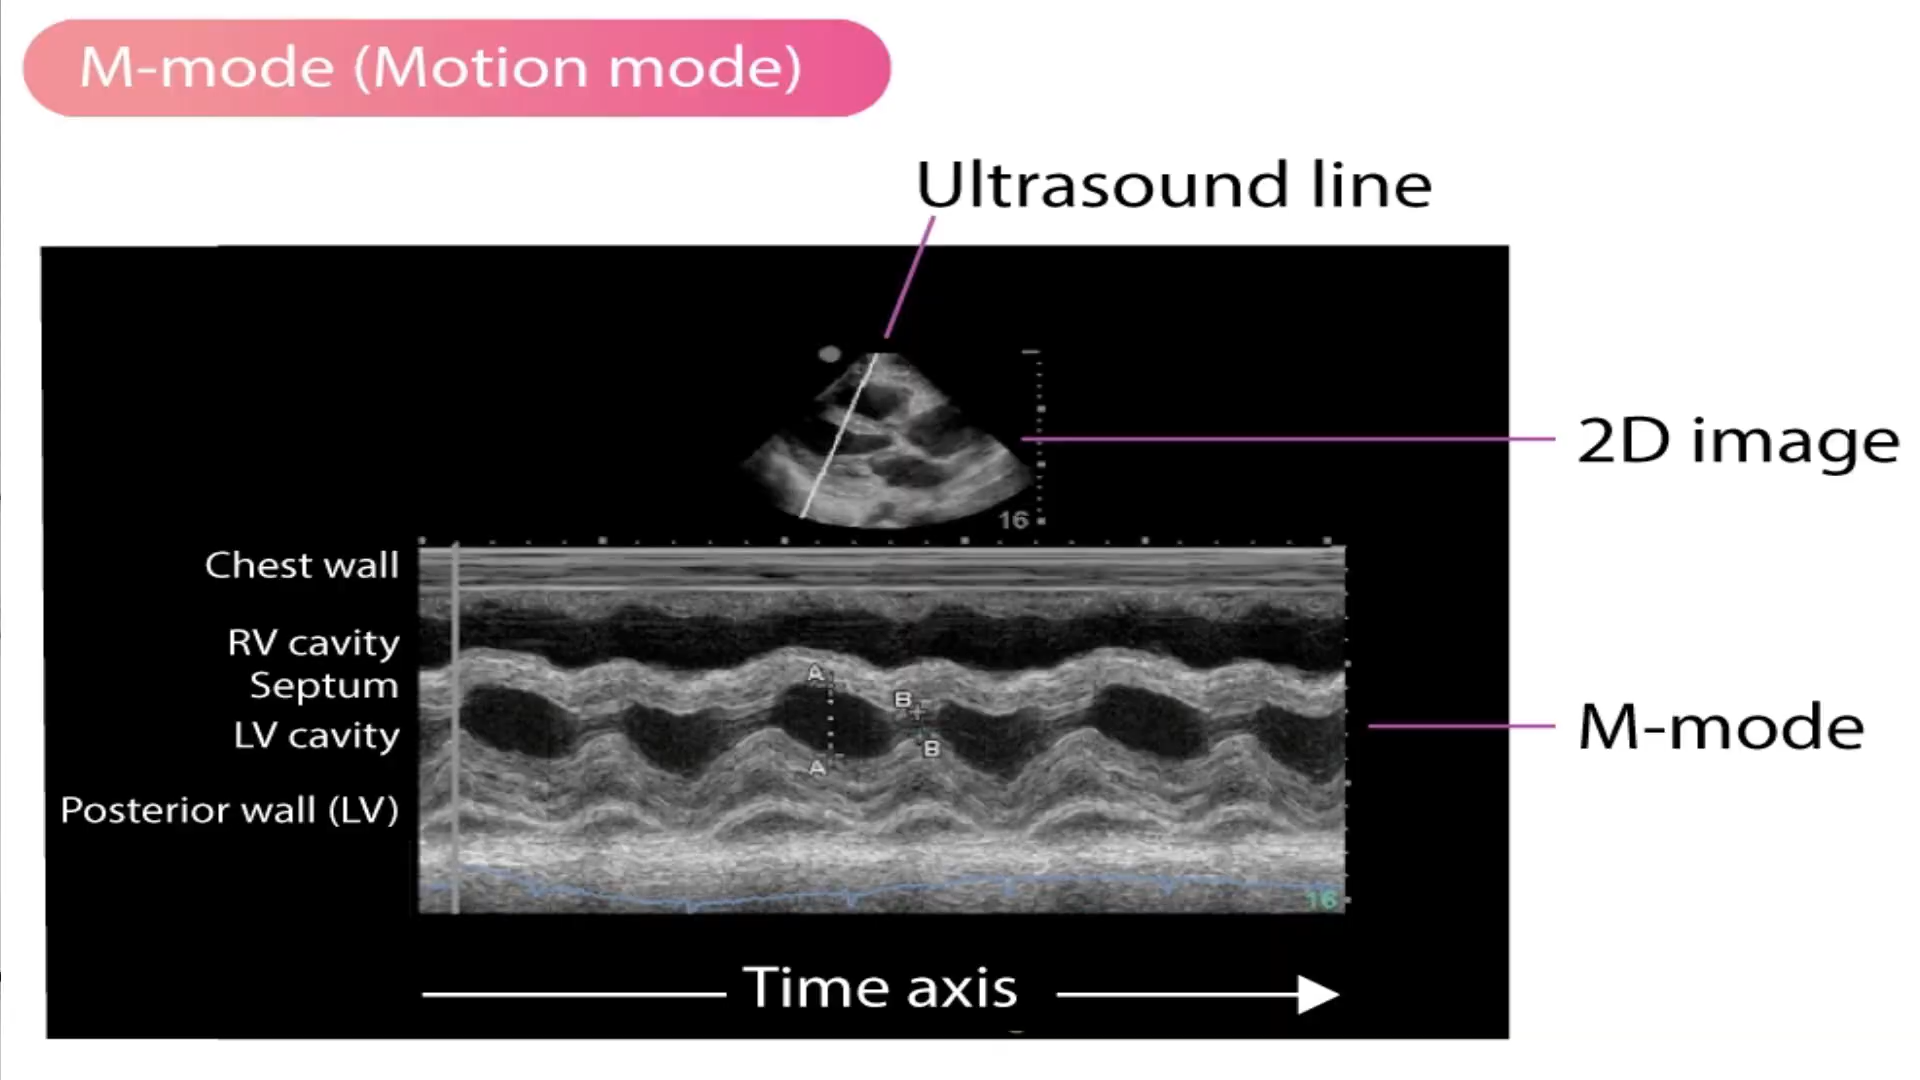 M-mode (Motion mode)
Ultrasound line
2D image
16
Chest wall
RV cavity
Septum
LV cavity
Posterior wall (LV)
A
B
B
A
M-mode
16
Time axis